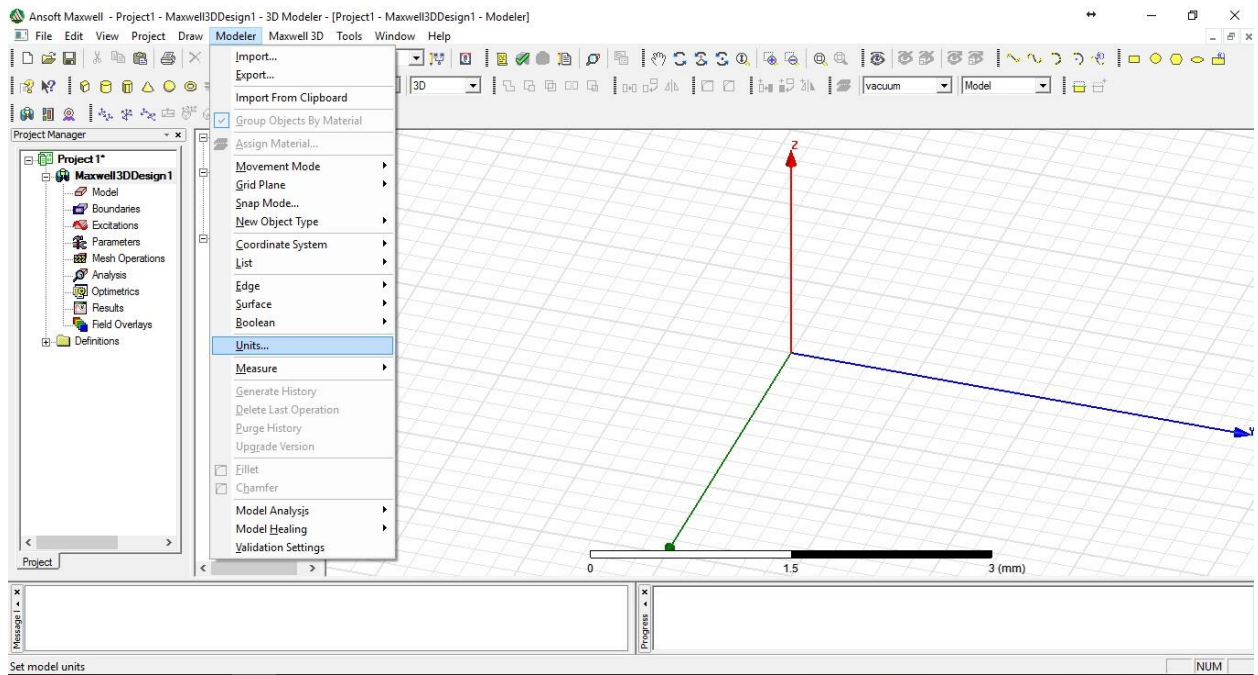 Ansoft Maxwell - Project1 - Maxwell3DDesign1 - 3D Modeler - [Project1 - Maxwell3DDesign1 - Modeler]
File Edit View Project Draw Modeler Maxwell 3D Tools Window Help
3D vacuum Model
Project Manager
Project1*
Maxwell3DDesign1
Model
Boundaries
Excitations
Parameters
Mesh Operations
Analysis
Optimetrics
Results
Field Overlays
Definitions
Project
Import...
Export...
Import From Clipboard
Group Objects By Material
Assign Material...
Movement Mode
Grid Plane
Snap Mode...
New Object Type
Coordinate System
List
Edge
Surface
Boolean
Units...
Measure
Generate History
Delete Last Operation
Purge History
Upgrade Version
Fillet
Chamfer
Model Analysis
Model Healing
Validation Settings
Z
Y
0 1.5 3 (mm)
Message
Progress
Set model units
NUM